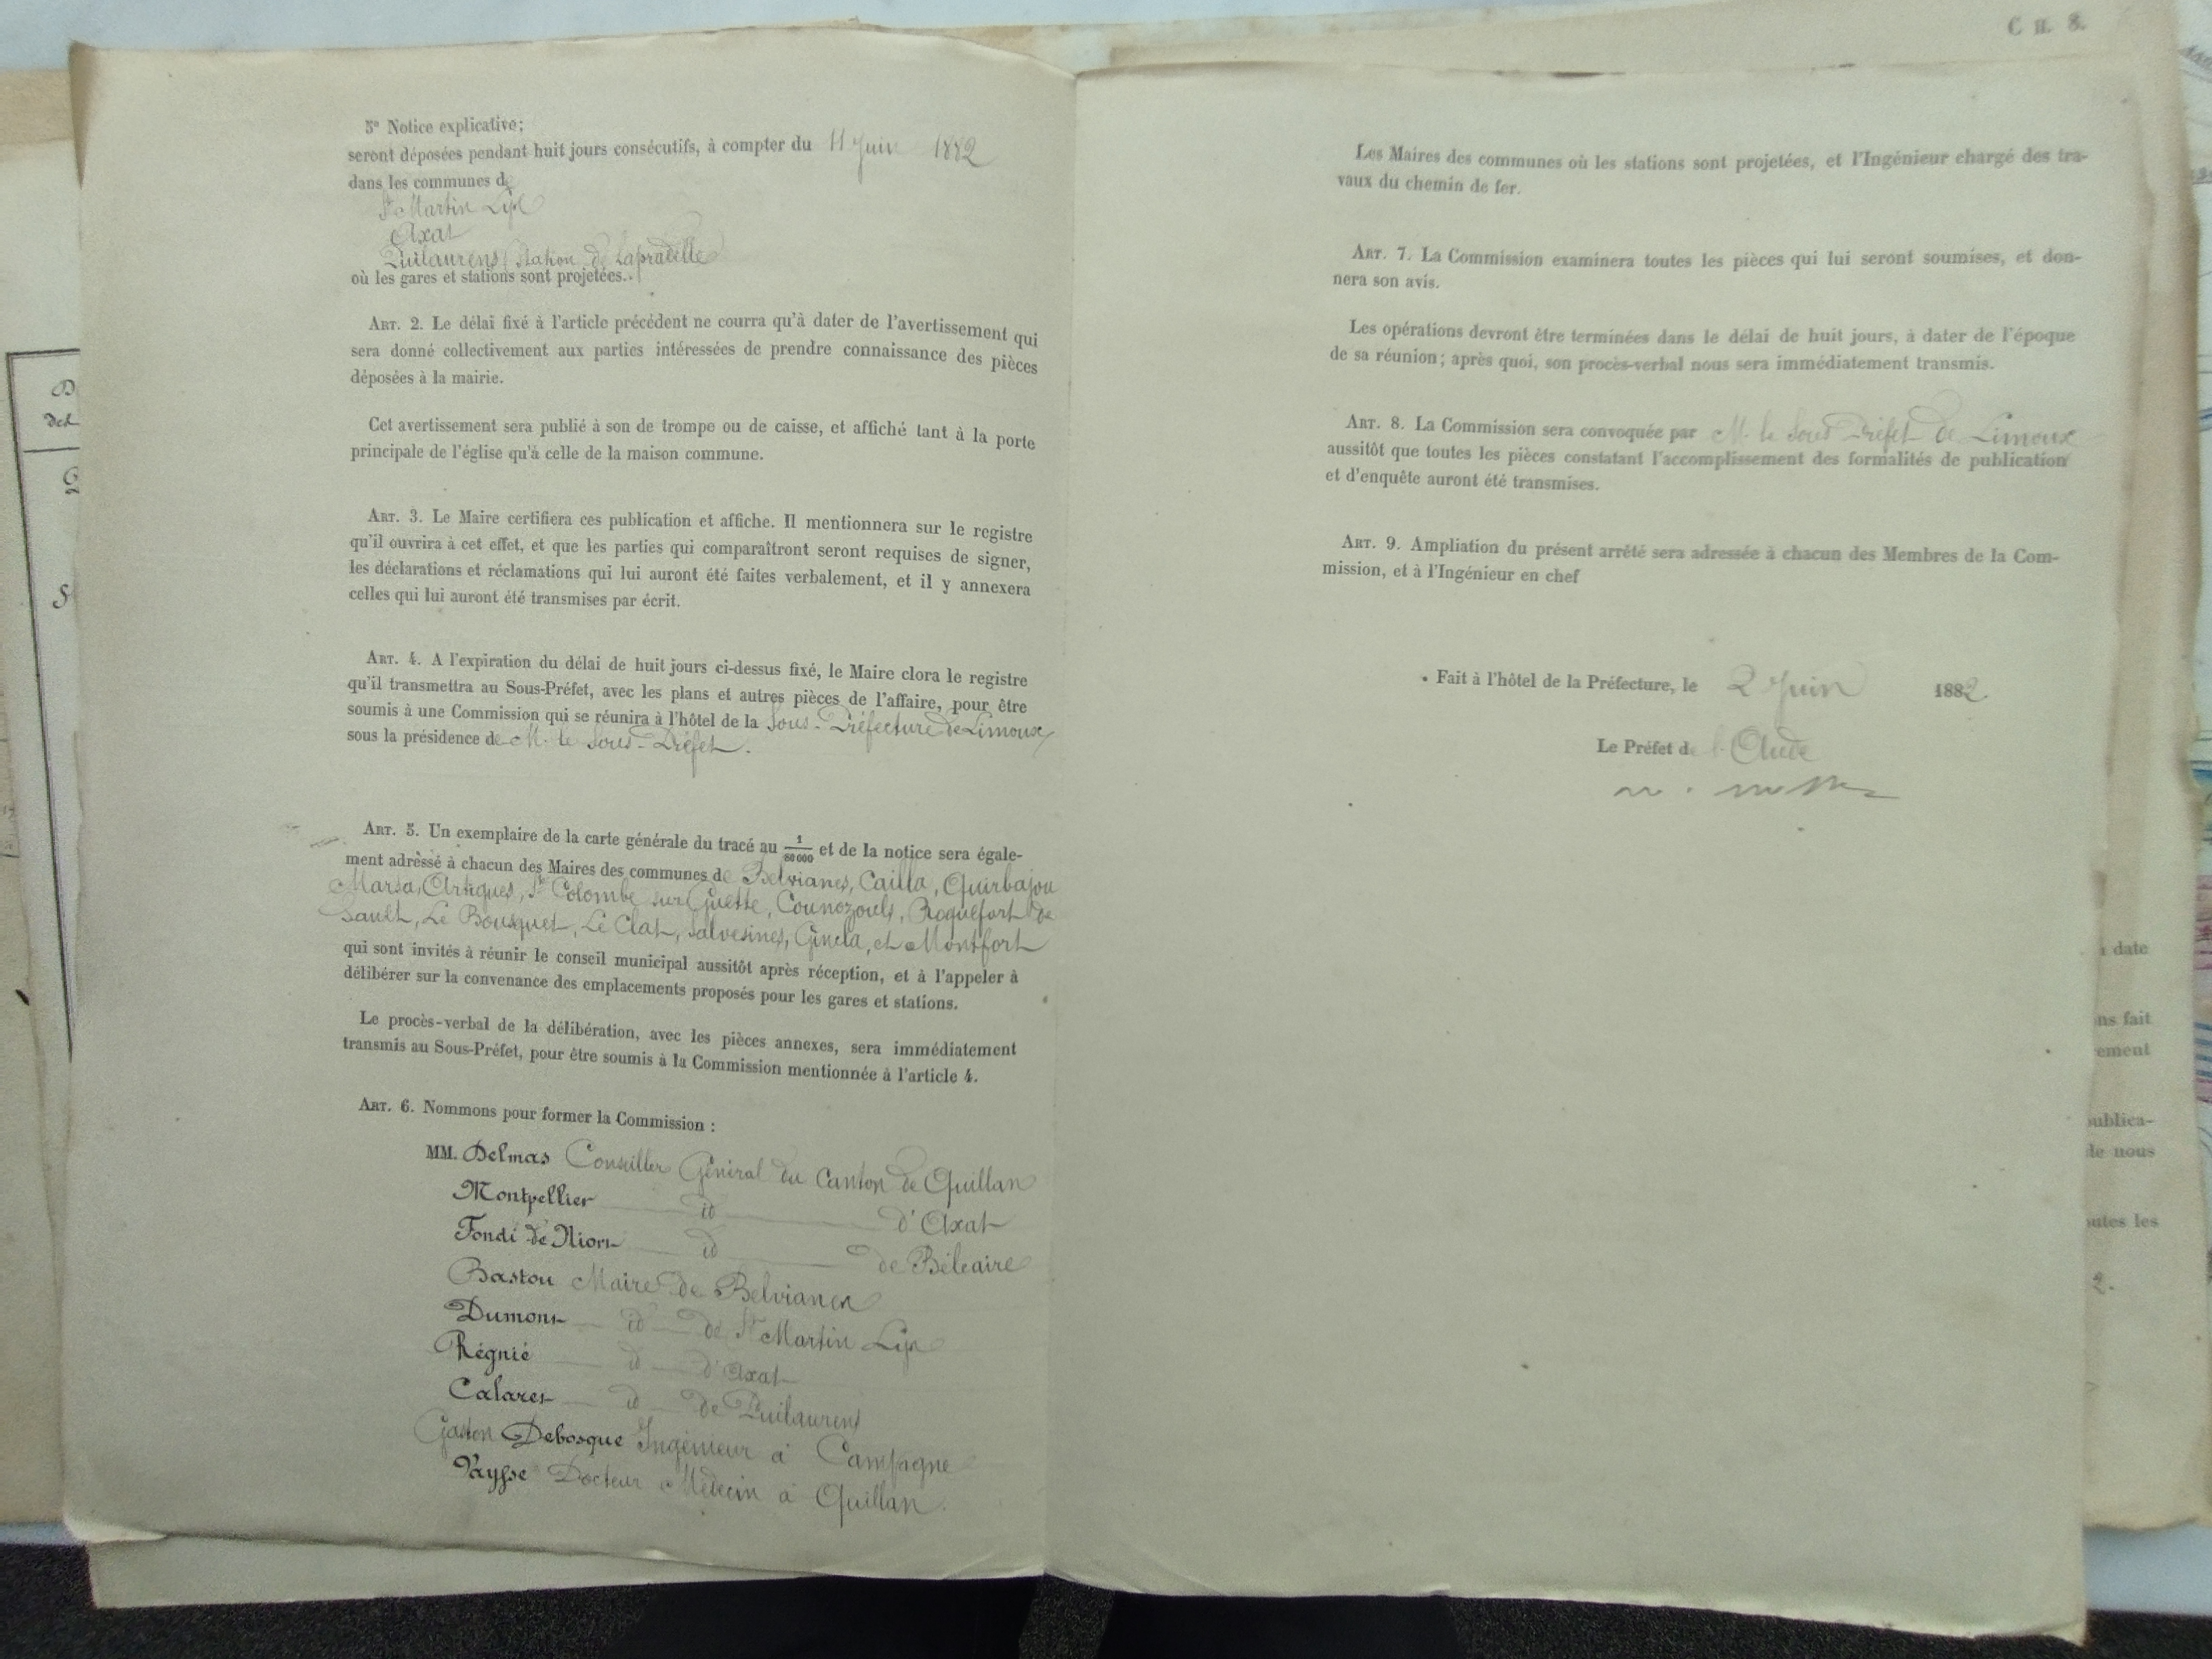 C H. 8.
5° Notice explicative;
seront déposées pendant huit jours consécutifs, à compter du 11 Juin 1882
dans les communes de
St Martin Lys
Axat
Puilaurens (Station de Lapradelle
où les gares et stations sont projetées.
ART. 2. Le délai fixé à l'article précédent ne courra qu'à dater de l'avertissement qui
sera donné collectivement aux parties intéressées de prendre connaissance des pièces
déposées à la mairie.
Cet avertissement sera publié à son de trompe ou de caisse, et affiché tant à la porte
principale de l'église qu'à celle de la maison commune.
ART. 3. Le Maire certifiera ces publication et affiche. Il mentionnera sur le registre
qu'il ouvrira à cet effet, et que les parties qui comparaîtront seront requises de signer,
les déclarations et réclamations qui lui auront été faites verbalement, et il y annexera
celles qui lui auront été transmises par écrit.
ART. 4. A l'expiration du délai de huit jours ci-dessus fixé, le Maire clora le registre
qu'il transmettra au Sous-Préfet, avec les plans et autres pièces de l'affaire, pour être
soumis à une Commission qui se réunira à l'hôtel de la Sous-Préfecture de Limoux
sous la présidence de M. le Sous-Préfet.
ART. 5. Un exemplaire de la carte générale du tracé au 1/80 000 et de la notice sera égale-
ment adressé à chacun des Maires des communes de Belvianes, Cailla, Quirbajou
Marsa, Artigues, Ste Colombe sur Guette, Counozouls, Roquefort de
Sault, Le Bousquet, Le Clat, Salvesines, Gincla, et Montfort
qui sont invités à réunir le conseil municipal aussitôt après réception, et à l'appeler à
délibérer sur la convenance des emplacements proposés pour les gares et stations.
Le procès-verbal de la délibération, avec les pièces annexes, sera immédiatement
transmis au Sous-Préfet, pour être soumis à la Commission mentionnée à l'article 4.
ART. 6. Nommons pour former la Commission :
MM. Delmas Conseiller Général du Canton de Quillan
Montpellier id d'Axat
Fondi de Niort id de Belcaire
Bastou Maire de Belvianes
Dumont id de St Martin Lys
Régnié id d'Axat
Calaret id de Puilaurens
Gaston Debosque Ingénieur à Campagne
Vaysse Docteur Médecin à Quillan.
Les Maires des communes où les stations sont projetées, et l'Ingénieur chargé des tra-
vaux du chemin de fer.
ART. 7. La Commission examinera toutes les pièces qui lui seront soumises, et don-
nera son avis.
Les opérations devront être terminées dans le délai de huit jours, à dater de l'époque
de sa réunion; après quoi, son procès-verbal nous sera immédiatement transmis.
ART. 8. La Commission sera convoquée par M. le Sous-Préfet de Limoux
aussitôt que toutes les pièces constatant l'accomplissement des formalités de publication
et d'enquête auront été transmises.
ART. 9. Ampliation du présent arrêté sera adressée à chacun des Membres de la Com-
mission, et à l'Ingénieur en chef
Fait à l'hôtel de la Préfecture, le 2 Juin 1882.
Le Préfet de l'Aude
date
ns fait
ement
publica-
de nous
utes les
2.